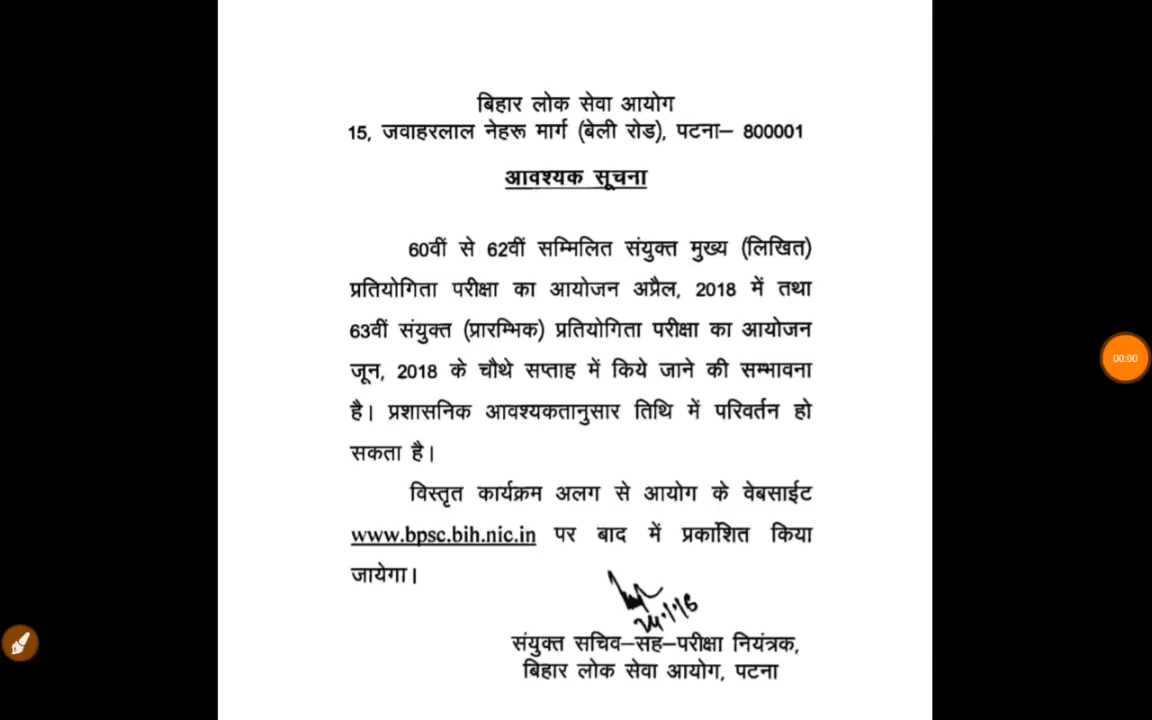 बिहार लोक सेवा आयोग
15, जवाहरलाल नेहरू मार्ग (बेली रोड), पटना– 800001
आवश्यक सूचना
60वीं से 62वीं सम्मिलित संयुक्त मुख्य (लिखित)
प्रतियोगिता परीक्षा का आयोजन अप्रैल, 2018 में तथा
63वीं संयुक्त (प्रारम्भिक) प्रतियोगिता परीक्षा का आयोजन
जून, 2018 के चौथे सप्ताह में किये जाने की सम्भावना
है। प्रशासनिक आवश्यकतानुसार तिथि में परिवर्तन हो
सकता है।
विस्तृत कार्यक्रम अलग से आयोग के वेबसाईट
www.bpsc.bih.nic.in पर बाद में प्रकाशित किया
जायेगा।
संयुक्त सचिव–सह–परीक्षा नियंत्रक,
बिहार लोक सेवा आयोग, पटना
00:00